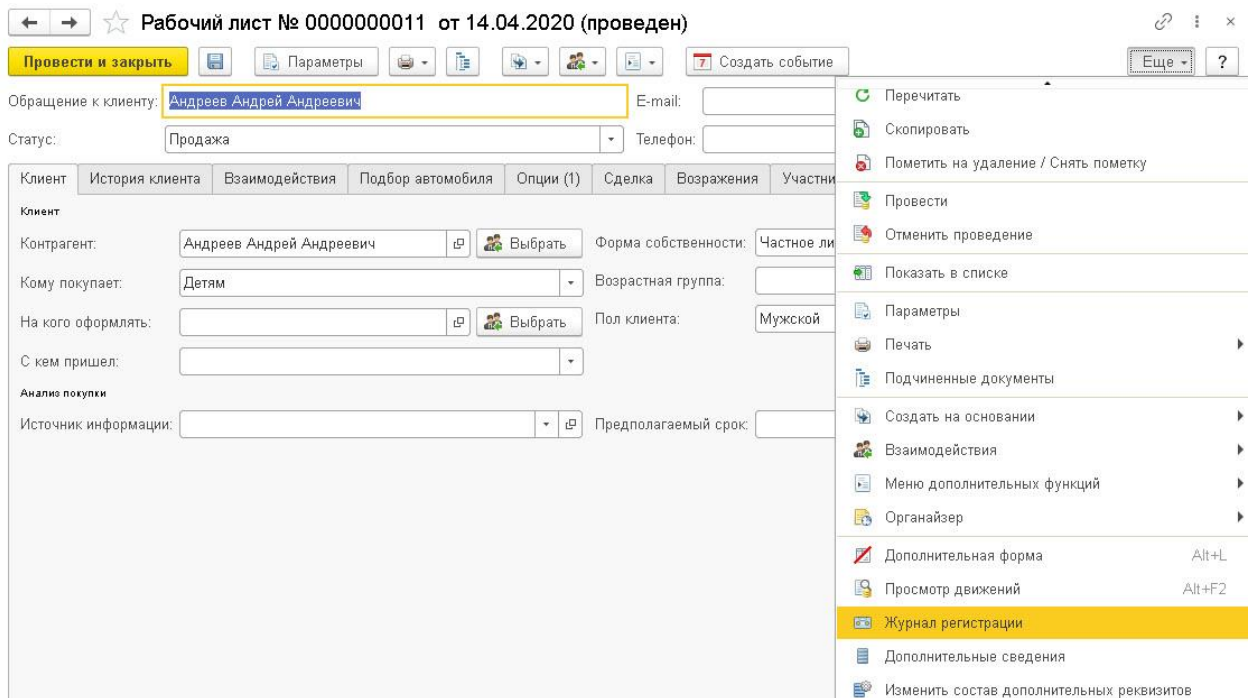 Рабочий лист № 0000000011 от 14.04.2020 (проведен)
Провести и закрыть Параметры 7 Создать событие Еще ?
Обращение к клиенту: Андреев Андрей Андреевич E-mail:
Статус: Продажа Телефон:
Клиент История клиента Взаимодействия Подбор автомобиля Опции (1) Сделка Возражения Участни
Клиент
Контрагент: Андреев Андрей Андреевич Выбрать Форма собственности: Частное ли
Кому покупает: Детям Возрастная группа:
На кого оформлять: Выбрать Пол клиента: Мужской
С кем пришел:
Анализ покупки
Источник информации: Предполагаемый срок:
Перечитать
Скопировать
Пометить на удаление / Снять пометку
Провести
Отменить проведение
Показать в списке
Параметры
Печать
Подчиненные документы
Создать на основании
Взаимодействия
Меню дополнительных функций
Органайзер
Дополнительная форма Alt+L
Просмотр движений Alt+F2
Журнал регистрации
Дополнительные сведения
Изменить состав дополнительных реквизитов